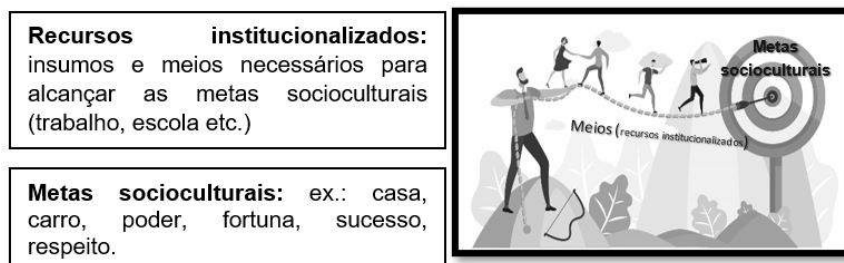 Recursos institucionalizados:
insumos e meios necessários para
alcançar as metas socioculturais
(trabalho, escola etc.)
Metas socioculturais: ex.: casa,
carro, poder, fortuna, sucesso,
respeito.
Metas
socioculturais
Meios (recursos institucionalizados)